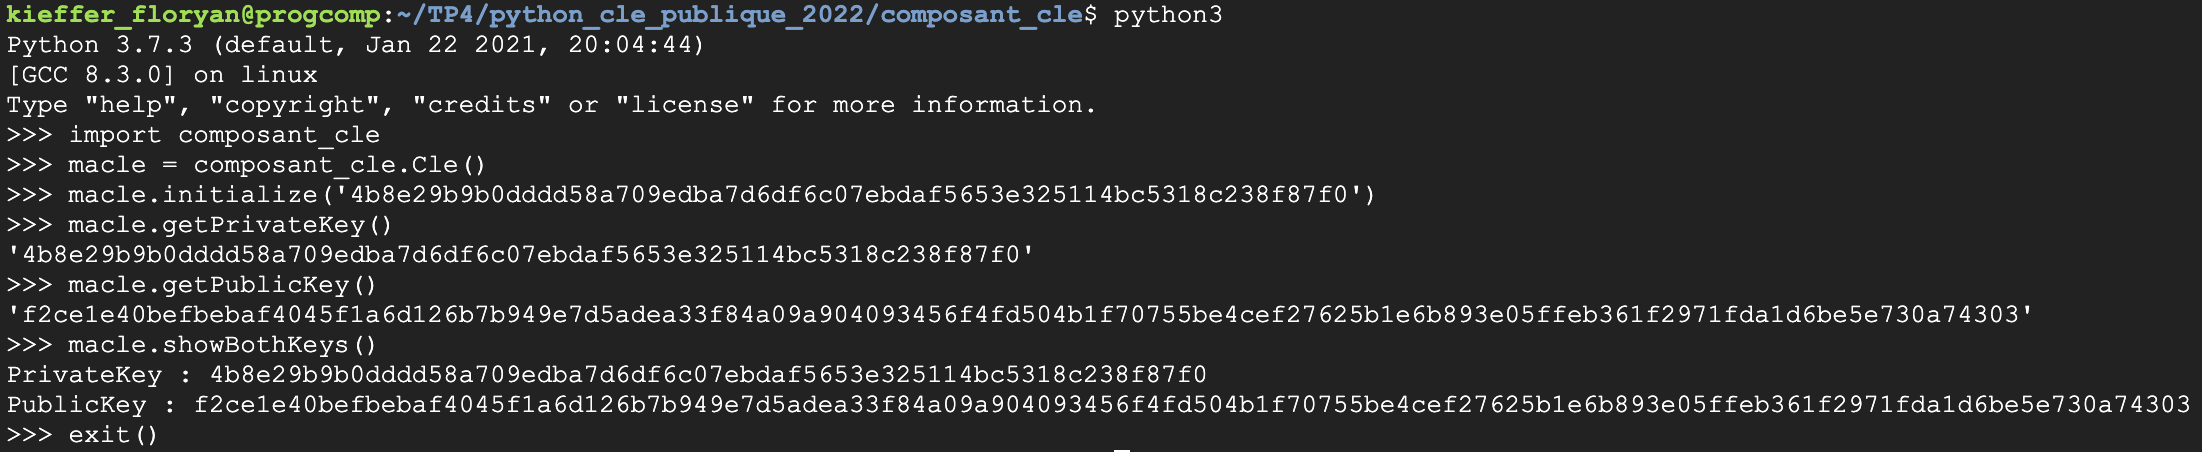 kieffer_floryan@progcomp:~/TP4/python_cle_publique_2022/composant_cle$ python3
Python 3.7.3 (default, Jan 22 2021, 20:04:44)
[GCC 8.3.0] on linux
Type "help", "copyright", "credits" or "license" for more information.
>>> import composant_cle
>>> macle = composant_cle.Cle()
>>> macle.initialize('4b8e29b9b0dddd58a709edba7d6df6c07ebdaf5653e325114bc5318c238f87f0')
>>> macle.getPrivateKey()
'4b8e29b9b0dddd58a709edba7d6df6c07ebdaf5653e325114bc5318c238f87f0'
>>> macle.getPublicKey()
'f2ce1e40befbebaf4045f1a6d126b7b949e7d5adea33f84a09a904093456f4fd504b1f70755be4cef27625b1e6b893e05ffeb361f2971fda1d6be5e730a74303'
>>> macle.showBothKeys()
PrivateKey : 4b8e29b9b0dddd58a709edba7d6df6c07ebdaf5653e325114bc5318c238f87f0
PublicKey : f2ce1e40befbebaf4045f1a6d126b7b949e7d5adea33f84a09a904093456f4fd504b1f70755be4cef27625b1e6b893e05ffeb361f2971fda1d6be5e730a74303
>>> exit()